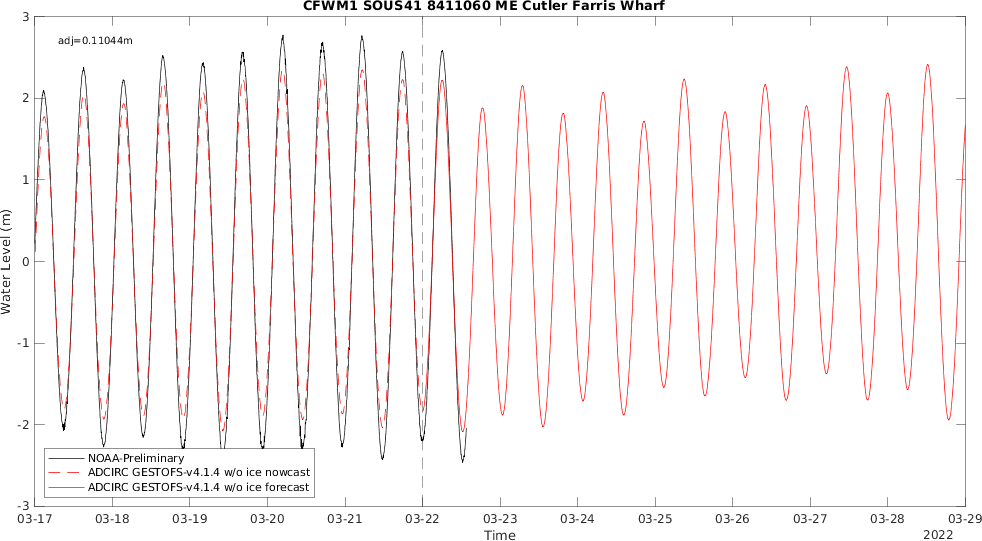 CFWM1 SOUS41 8411060 ME Cutler Farris Wharf
adj=0.11044m
3
2
1
0
-1
-2
-3
Water Level (m)
NOAA-Preliminary
ADCIRC GESTOFS-v4.1.4 w/o ice nowcast
ADCIRC GESTOFS-v4.1.4 w/o ice forecast
03-17 03-18 03-19 03-20 03-21 03-22 03-23 03-24 03-25 03-26 03-27 03-28 03-29
Time
2022